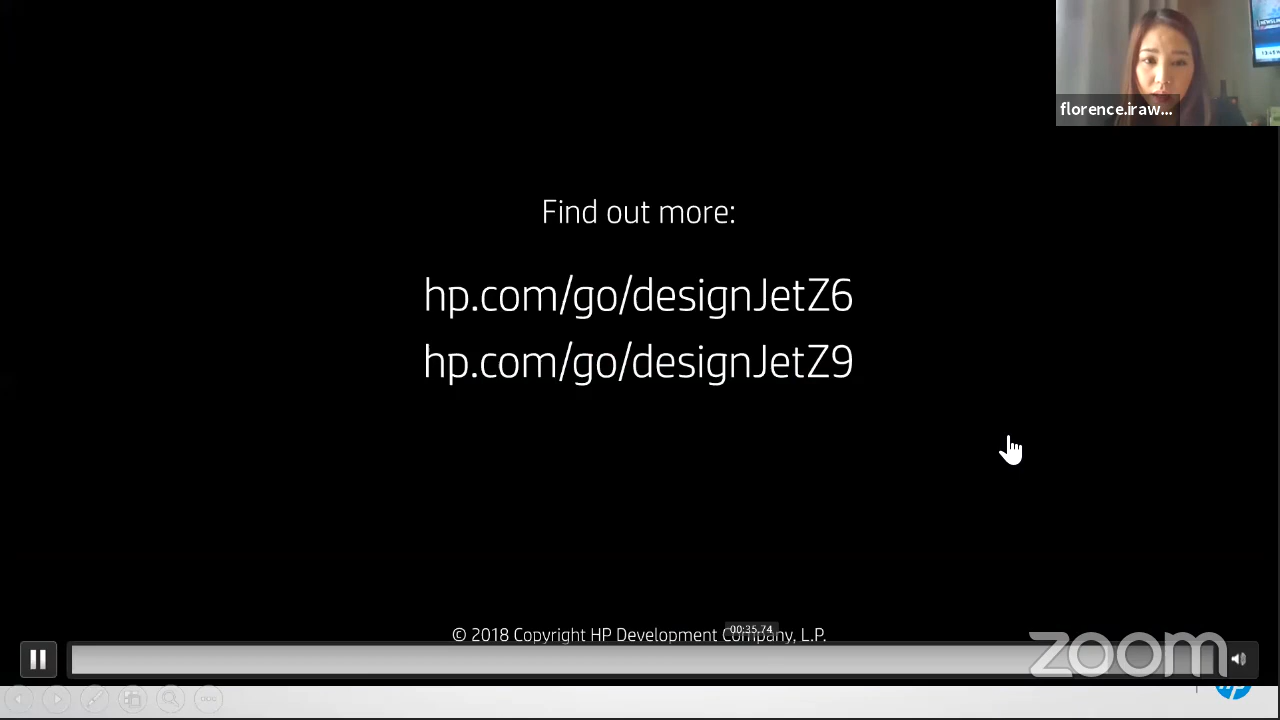 florence.iraw...
Find out more:
hp.com/go/designJetZ6
hp.com/go/designJetZ9
00:35.74
© 2018 Copyright HP Development Company, L.P.
zoom
hp